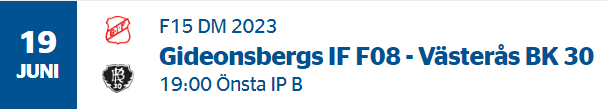 19
JUNI
F15 DM 2023
Gideonsbergs IF F08 - Västerås BK 30
19:00 Önsta IP B